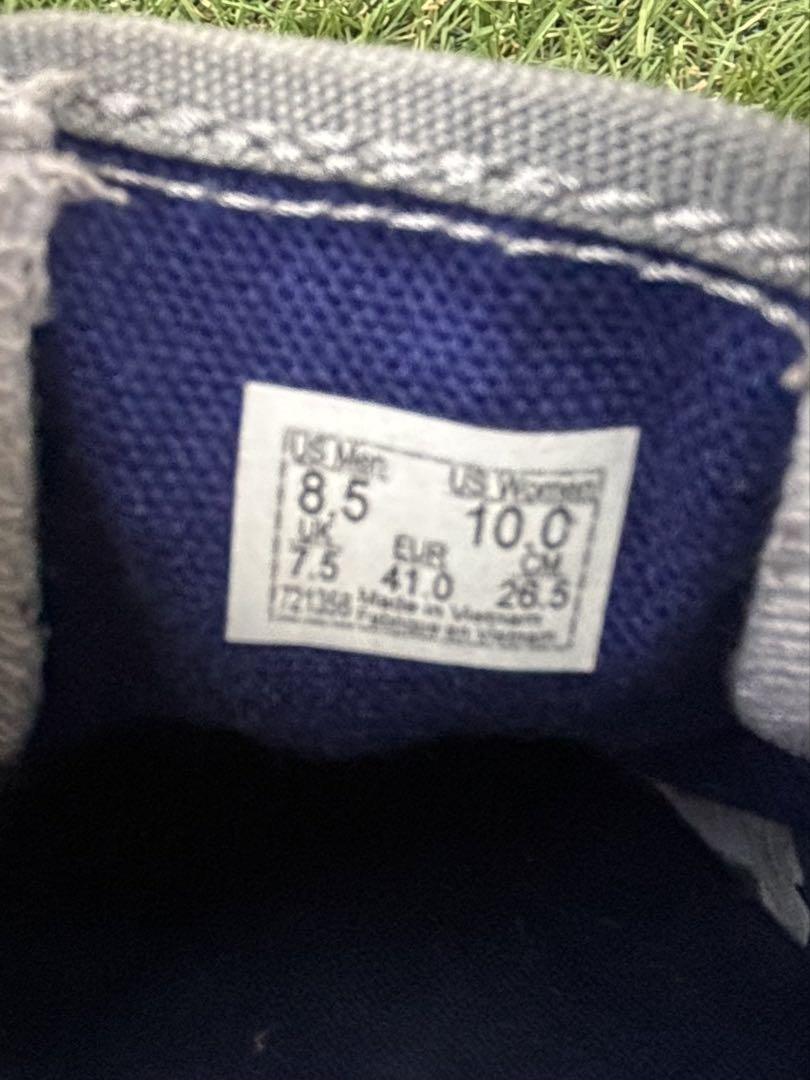 US Men US Women
8.5 10.0
UK EUR CM
7.5 41.0 26.5
721358 Made in Vietnam
Fabriqué en Vietnam